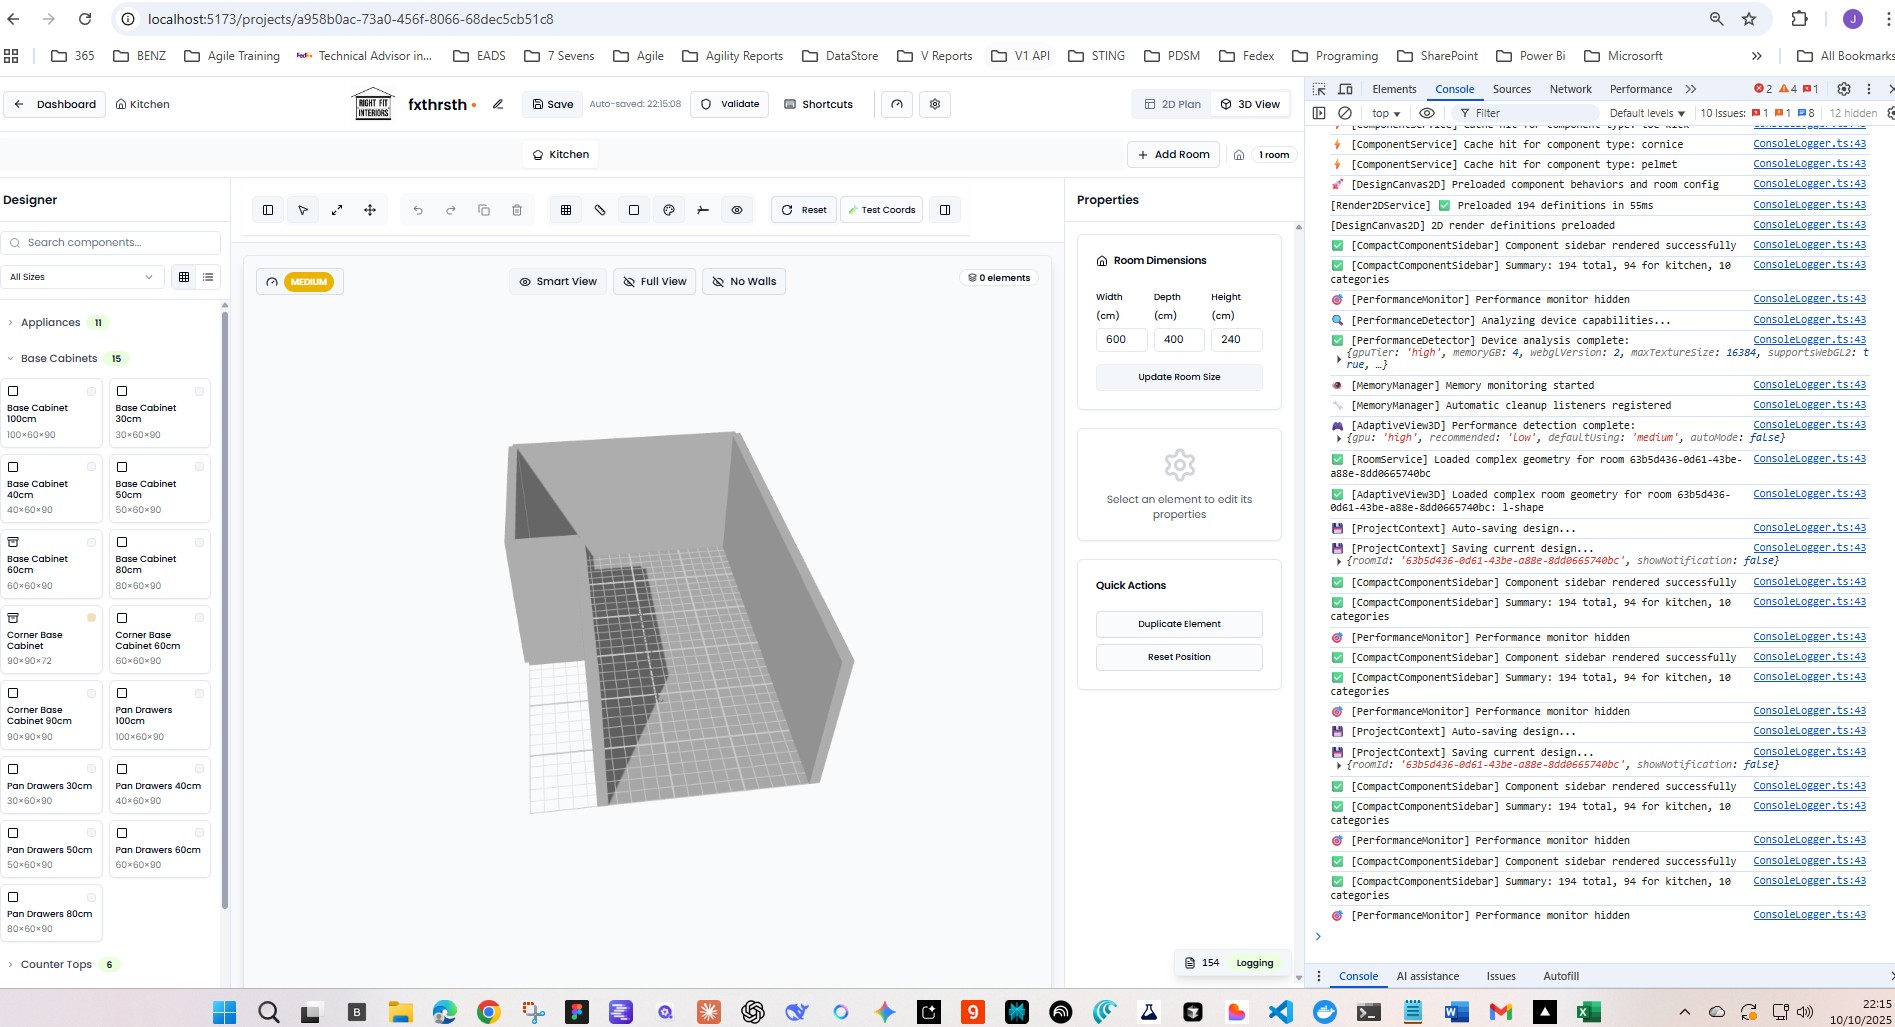 localhost:5173/projects/a958b0ac-73a0-456f-8066-68dec5cb51c8
365
BENZ
Agile Training
FedEx Technical Advisor in...
EADS
7 Sevens
Agile
Agility Reports
DataStore
V Reports
V1 API
STING
PDSM
Fedex
Programing
SharePoint
Power Bi
Microsorft
All Bookmarks
J
Dashboard
Kitchen
RIGHT FIT
INTERIORS
fxthrsth
Save
Auto-saved: 22:15:08
Validate
Shortcuts
2D Plan
3D View
Kitchen
Add Room
1 room
Designer
Search components...
All Sizes
Appliances 11
Base Cabinets 15
Base Cabinet
100cm
100×60×90
Base Cabinet
30cm
30×60×90
Base Cabinet
40cm
40×60×90
Base Cabinet
50cm
50×60×90
Base Cabinet
60cm
60×60×90
Base Cabinet
80cm
80×60×90
Corner Base
Cabinet
90×90×72
Corner Base
Cabinet 60cm
60×60×90
Corner Base
Cabinet 90cm
90×90×90
Pan Drawers
100cm
100×60×90
Pan Drawers 30cm
30×60×90
Pan Drawers 40cm
40×60×90
Pan Drawers 50cm
50×60×90
Pan Drawers 60cm
60×60×90
Pan Drawers 80cm
80×60×90
Counter Tops 6
Reset
Test Coords
MEDIUM
Smart View
Full View
No Walls
0 elements
Properties
Room Dimensions
Width
(cm)
Depth
(cm)
Height
(cm)
600
400
240
Update Room Size
Select an element to edit its
properties
Quick Actions
Duplicate Element
Reset Position
154 Logging
Elements
Console
Sources
Network
Performance
2 4 1
top
Filter
Default levels
10 Issues: 1 1 8
12 hidden
[ComponentService] Cache hit for component type: toe-kick
[ComponentService] Cache hit for component type: cornice ConsoleLogger.ts:43
[ComponentService] Cache hit for component type: pelmet ConsoleLogger.ts:43
[DesignCanvas2D] Preloaded component behaviors and room config ConsoleLogger.ts:43
[Render2DService] ✅ Preloaded 194 definitions in 55ms ConsoleLogger.ts:43
[DesignCanvas2D] 2D render definitions preloaded ConsoleLogger.ts:43
[CompactComponentSidebar] Component sidebar rendered successfully ConsoleLogger.ts:43
[CompactComponentSidebar] Summary: 194 total, 94 for kitchen, 10 ConsoleLogger.ts:43
categories
[PerformanceMonitor] Performance monitor hidden ConsoleLogger.ts:43
[PerformanceDetector] Analyzing device capabilities... ConsoleLogger.ts:43
[PerformanceDetector] Device analysis complete: ConsoleLogger.ts:43
{gpuTier: 'high', memoryGB: 4, webglVersion: 2, maxTextureSize: 16384, supportsWebGL2: t
rue, …}
[MemoryManager] Memory monitoring started ConsoleLogger.ts:43
[MemoryManager] Automatic cleanup listeners registered ConsoleLogger.ts:43
[AdaptiveView3D] Performance detection complete: ConsoleLogger.ts:43
{gpu: 'high', recommended: 'low', defaultUsing: 'medium', autoMode: false}
[RoomService] Loaded complex geometry for room 63b5d436-0d61-43be- ConsoleLogger.ts:43
a88e-8dd0665740bc
[AdaptiveView3D] Loaded complex room geometry for room 63b5d436- ConsoleLogger.ts:43
0d61-43be-a88e-8dd0665740bc: l-shape
[ProjectContext] Auto-saving design... ConsoleLogger.ts:43
[ProjectContext] Saving current design... ConsoleLogger.ts:43
{roomId: '63b5d436-0d61-43be-a88e-8dd0665740bc', showNotification: false}
[CompactComponentSidebar] Component sidebar rendered successfully ConsoleLogger.ts:43
[CompactComponentSidebar] Summary: 194 total, 94 for kitchen, 10 ConsoleLogger.ts:43
categories
[PerformanceMonitor] Performance monitor hidden ConsoleLogger.ts:43
[CompactComponentSidebar] Component sidebar rendered successfully ConsoleLogger.ts:43
[CompactComponentSidebar] Summary: 194 total, 94 for kitchen, 10 ConsoleLogger.ts:43
categories
[PerformanceMonitor] Performance monitor hidden ConsoleLogger.ts:43
[ProjectContext] Auto-saving design... ConsoleLogger.ts:43
[ProjectContext] Saving current design... ConsoleLogger.ts:43
{roomId: '63b5d436-0d61-43be-a88e-8dd0665740bc', showNotification: false}
[CompactComponentSidebar] Component sidebar rendered successfully ConsoleLogger.ts:43
[CompactComponentSidebar] Summary: 194 total, 94 for kitchen, 10 ConsoleLogger.ts:43
categories
[PerformanceMonitor] Performance monitor hidden ConsoleLogger.ts:43
[CompactComponentSidebar] Component sidebar rendered successfully ConsoleLogger.ts:43
[CompactComponentSidebar] Summary: 194 total, 94 for kitchen, 10 ConsoleLogger.ts:43
categories
[PerformanceMonitor] Performance monitor hidden ConsoleLogger.ts:43
Console
AI assistance
Issues
Autofill
22:15
10/10/2025